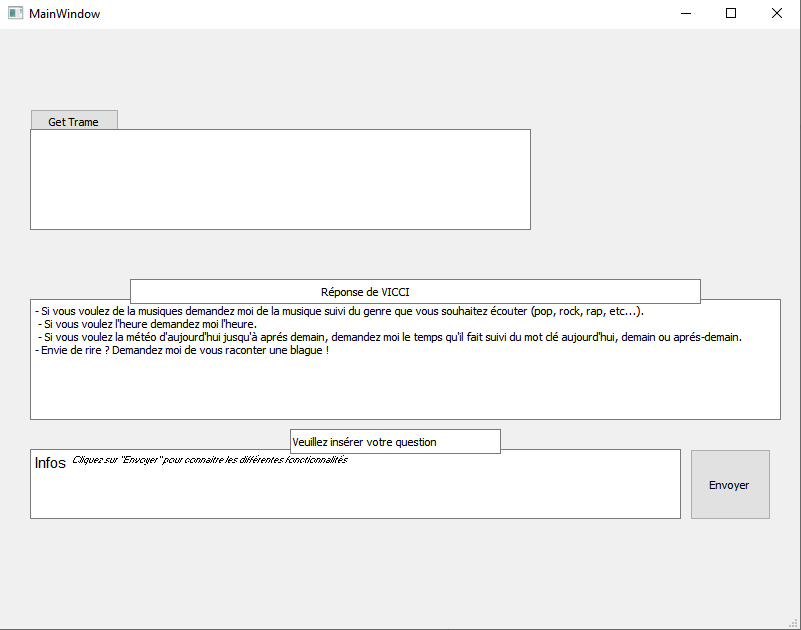 MainWindow
Get Trame
Réponse de VICCI
- Si vous voulez de la musiques demandez moi de la musique suivi du genre que vous souhaitez écouter (pop, rock, rap, etc...).
- Si vous voulez l'heure demandez moi l'heure.
- Si vous voulez la météo d'aujourd'hui jusqu'à aprés demain, demandez moi le temps qu'il fait suivi du mot clé aujourd'hui, demain ou aprés-demain.
- Envie de rire ? Demandez moi de vous raconter une blague !
Veuillez insérer votre question
Infos Cliquez sur "Envoyer" pour connaitre les différentes fonctionnalités
Envoyer